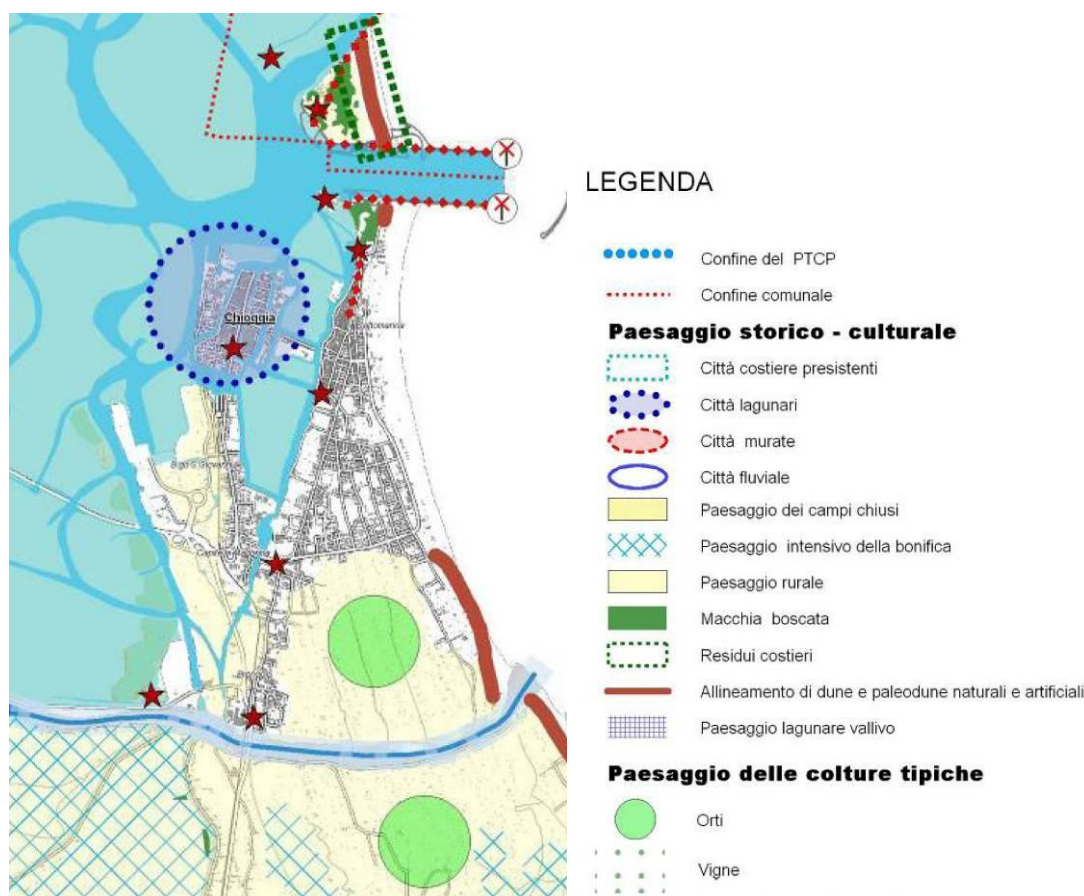 Chioggia
LEGENDA
Confine del PTCP
Confine comunale
Paesaggio storico - culturale
Città costiere presistenti
Città lagunari
Città murate
Città fluviale
Paesaggio dei campi chiusi
Paesaggio intensivo della bonifica
Paesaggio rurale
Macchia boscata
Residui costieri
Allineamento di dune e paleodune naturali e artificiali
Paesaggio lagunare vallivo
Paesaggio delle colture tipiche
Orti
Vigne